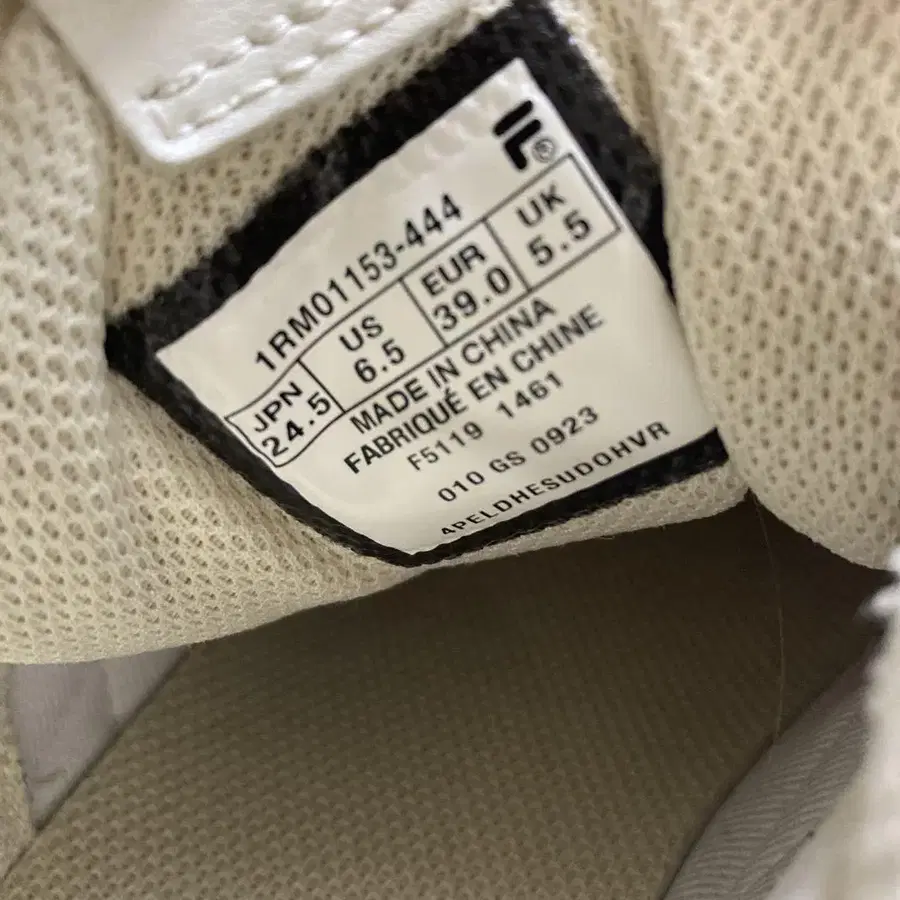 1RM01153-444
JPN US EUR UK
24.5 6.5 39.0 5.5
MADE IN CHINA
FABRIQUÉ EN CHINE
F5119 1461
010 GS 0923
APELDHESUDOHVR